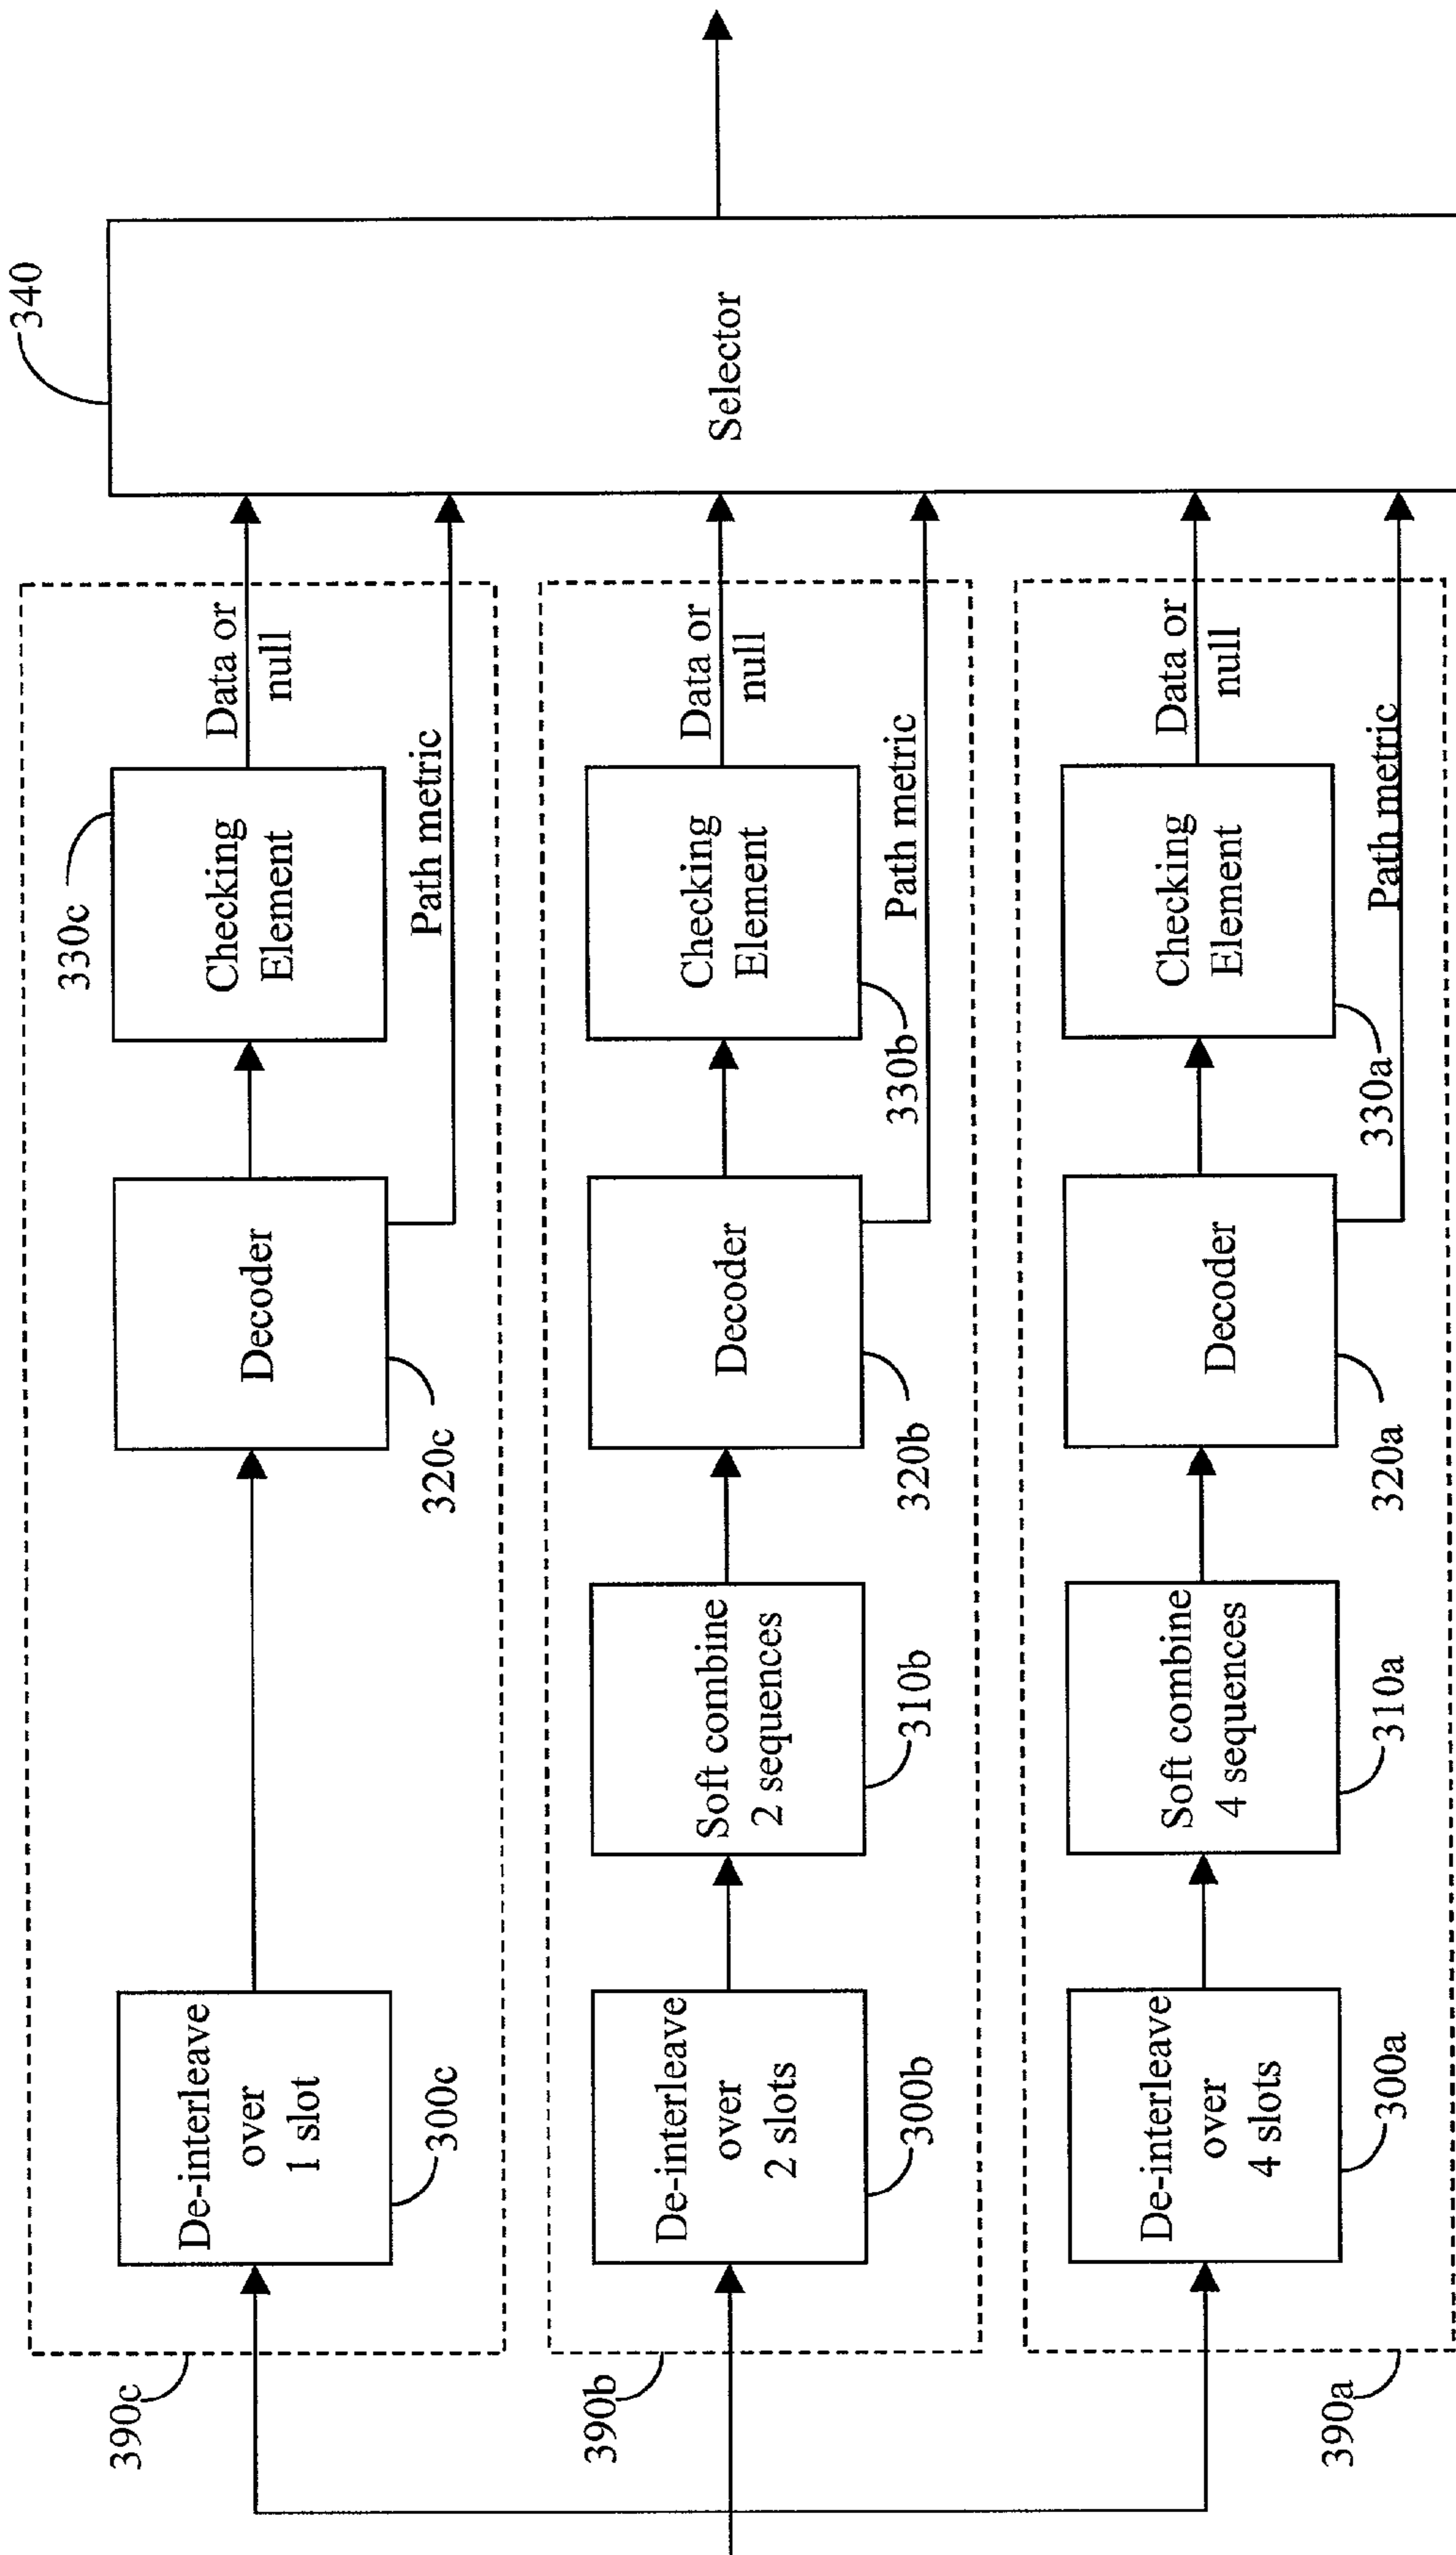 340
Selector
390c
De-interleave
over
1 slot
300c
Decoder
320c
Checking
Element
330c
Data or
null
Path metric
390b
De-interleave
over
2 slots
300b
Soft combine
2 sequences
310b
Decoder
320b
Checking
Element
330b
Data or
null
Path metric
390a
De-interleave
over
4 slots
300a
Soft combine
4 sequences
310a
Decoder
320a
Checking
Element
330a
Data or
null
Path metric